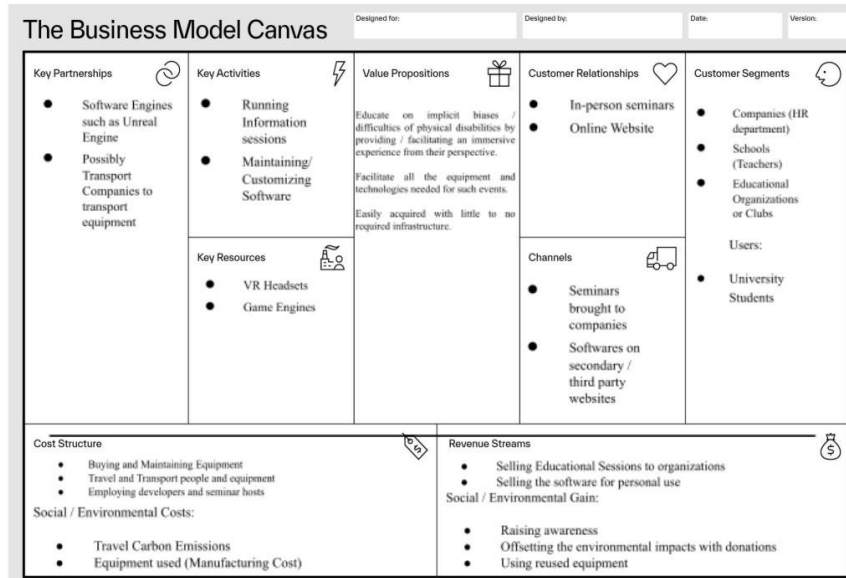 The Business Model Canvas
Designed for:
Designed by:
Date:
Version:
Key Partnerships
● Software Engines
such as Unreal
Engine
● Possibly
Transport
Companies to
transport
equipment
Key Activities
● Running
Information
sessions
● Maintaining/
Customizing
Software
Key Resources
● VR Headsets
● Game Engines
Value Propositions
Educate on implicit biases /
difficulties of physical disabilities by
providing / facilitating an immersive
experience from their perspective.
Facilitate all the equipment and
technologies needed for such events.
Easily acquired with little to no
required infrastructure.
Customer Relationships
● In-person seminars
● Online Website
Channels
● Seminars
brought to
companies
● Softwares on
secondary /
third party
websites
Customer Segments
● Companies (HR
department)
● Schools
(Teachers)
● Educational
Organizations
or Clubs
Users:
● University
Students
Cost Structure
● Buying and Maintaining Equipment
● Travel and Transport people and equipment
● Employing developers and seminar hosts
Social / Environmental Costs:
● Travel Carbon Emissions
● Equipment used (Manufacturing Cost)
Revenue Streams
● Selling Educational Sessions to organizations
● Selling the software for personal use
Social / Environmental Gain:
● Raising awareness
● Offsetting the environmental impacts with donations
● Using reused equipment